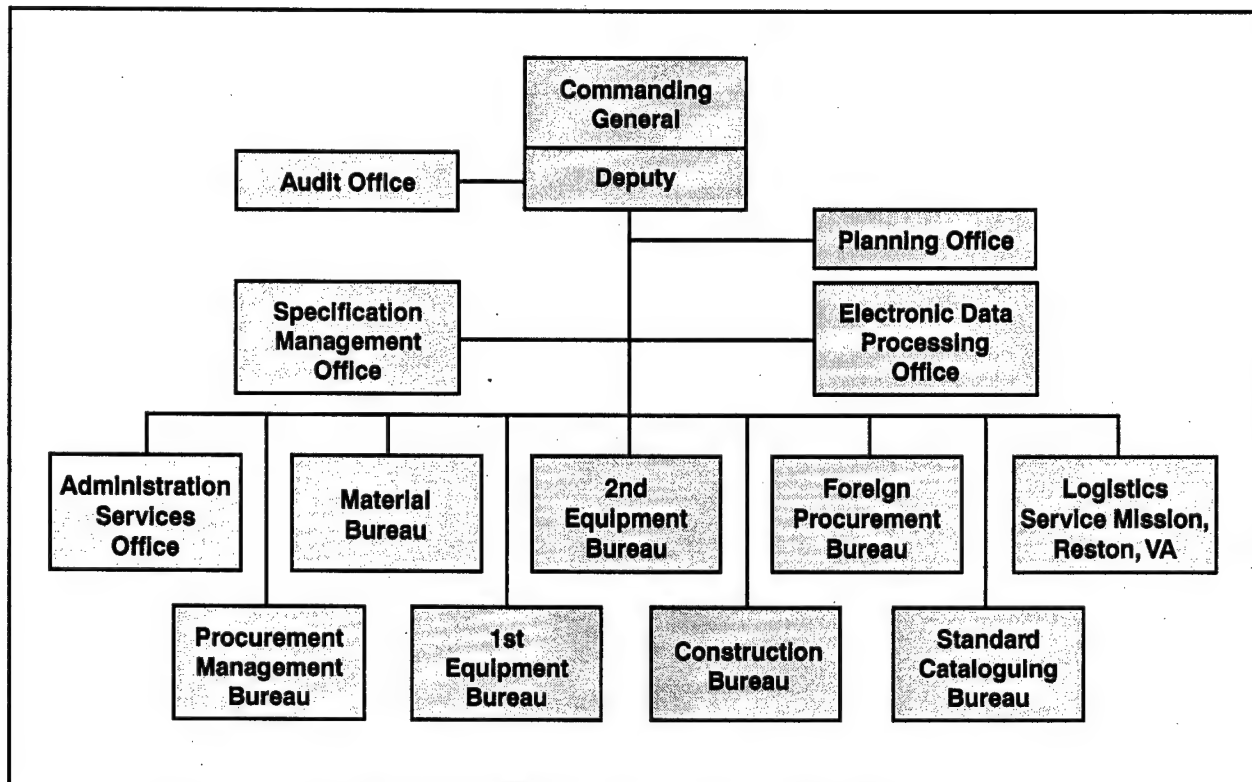 Commanding
General
Deputy
Audit Office
Planning Office
Specification
Management
Office
Electronic Data
Processing
Office
Administration
Services
Office
Material
Bureau
2nd
Equipment
Bureau
Foreign
Procurement
Bureau
Logistics
Service Mission,
Reston, VA
Procurement
Management
Bureau
1st
Equipment
Bureau
Construction
Bureau
Standard
Cataloguing
Bureau